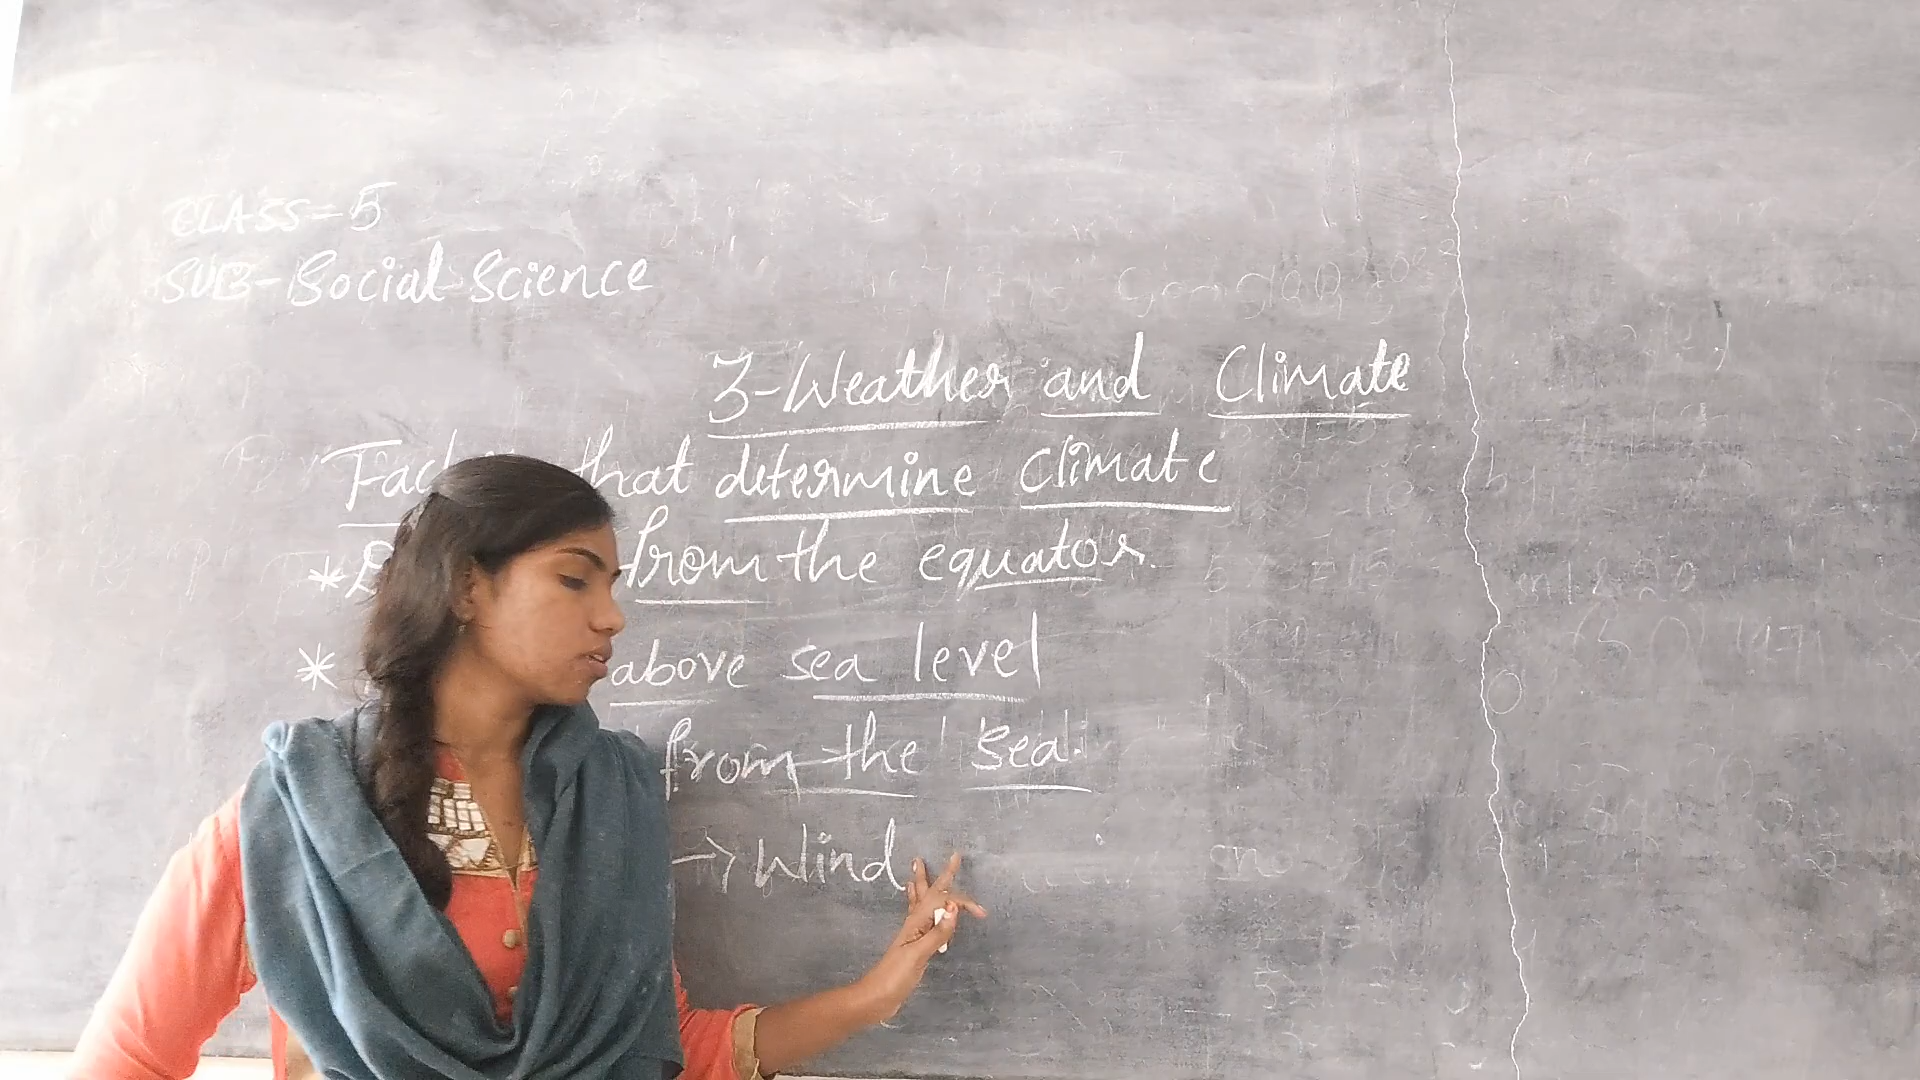 CLASS = 5
SUB - Social Science
3 - Weather and Climate
that determine climate
* from the equator.
* above sea level
from the sea.
→ Wind